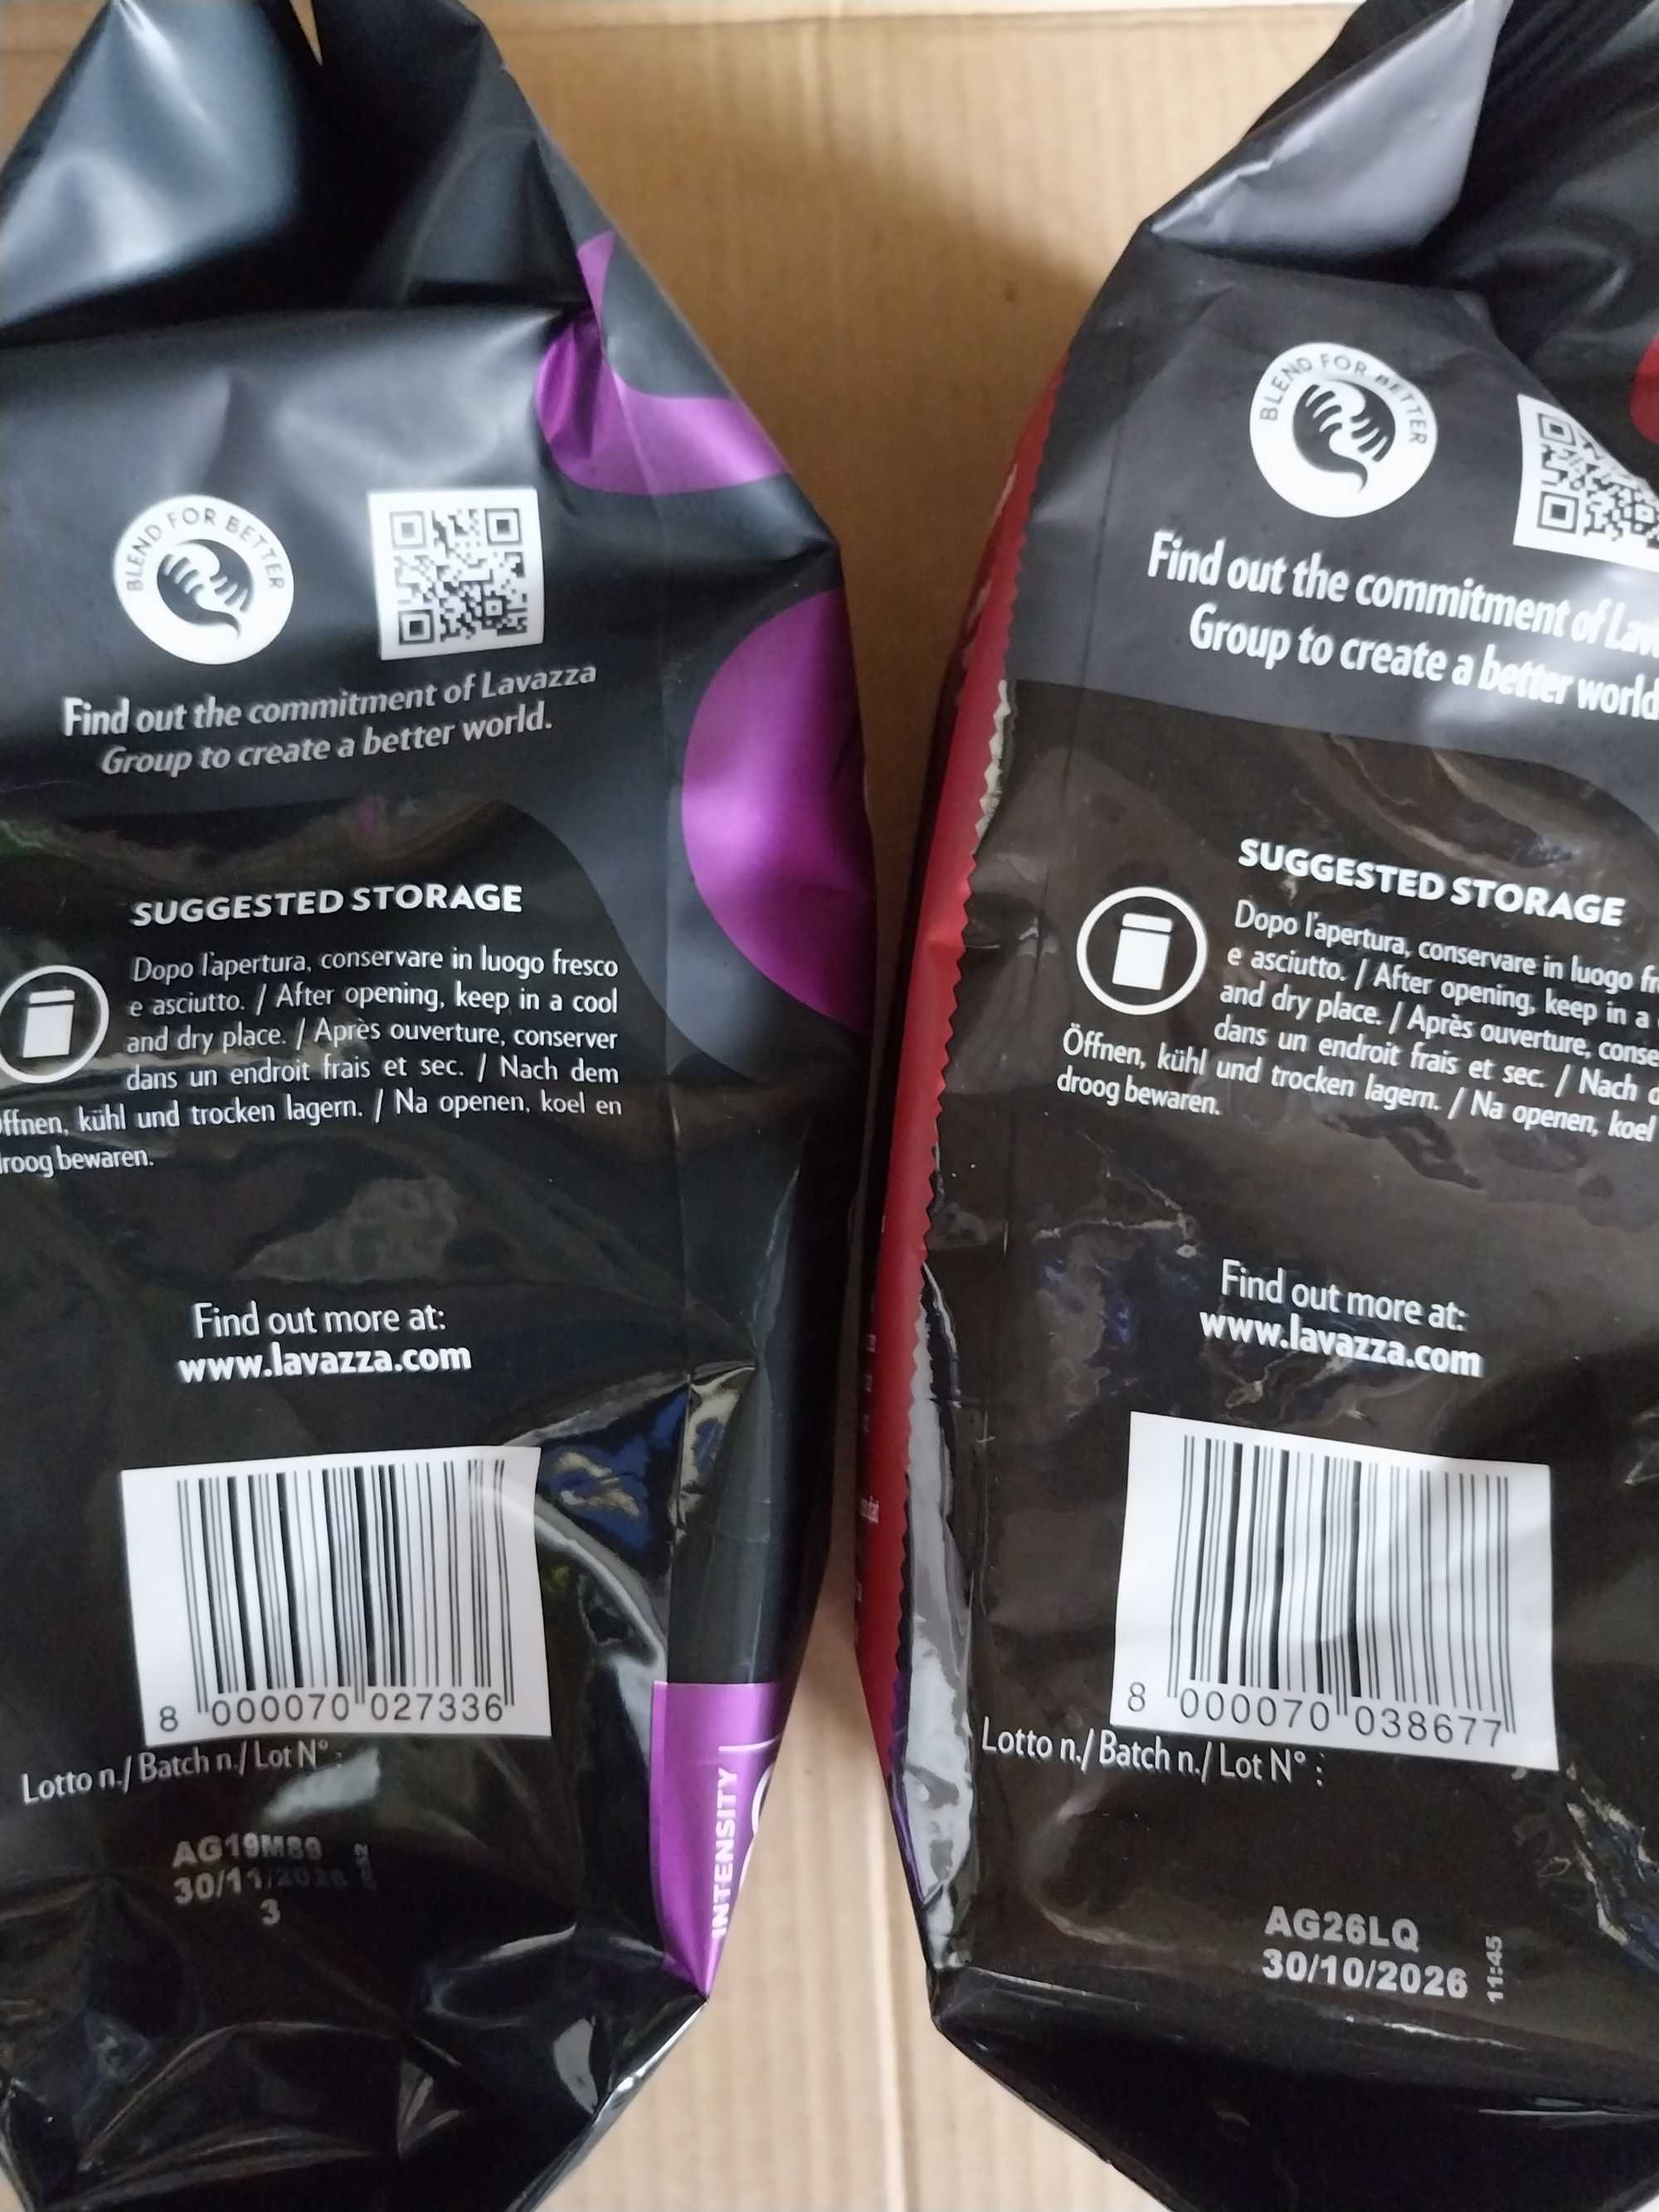 BLEND FOR BETTER
Find out the commitment of Lavazza
Group to create a better world.
SUGGESTED STORAGE
Dopo l'apertura, conservare in luogo fresco
e asciutto. / After opening, keep in a cool
and dry place. / Après ouverture, conserver
dans un endroit frais et sec. / Nach dem
ffnen, kühl und trocken lagern. / Na openen, koel en
droog bewaren.
Find out more at:
www.lavazza.com
8 000070 027336
Lotto n./ Batch n./ Lot N° :
AG19M89
30/11/2026
3
INTENSITY
BLEND FOR BETTER
Find out the commitment of Lav
Group to create a better world
SUGGESTED STORAGE
Dopo l'apertura, conservare in luogo fr
e asciutto. / After opening, keep in a
and dry place. / Après ouverture, conse
dans un endroit frais et sec. / Nach d
Öffnen, kühl und trocken lagern. / Na openen, koel
droog bewaren.
Find out more at:
www.lavazza.com
8 000070 038677
Lotto n./ Batch n./ Lot N° :
AG26LQ
30/10/2026
11:45